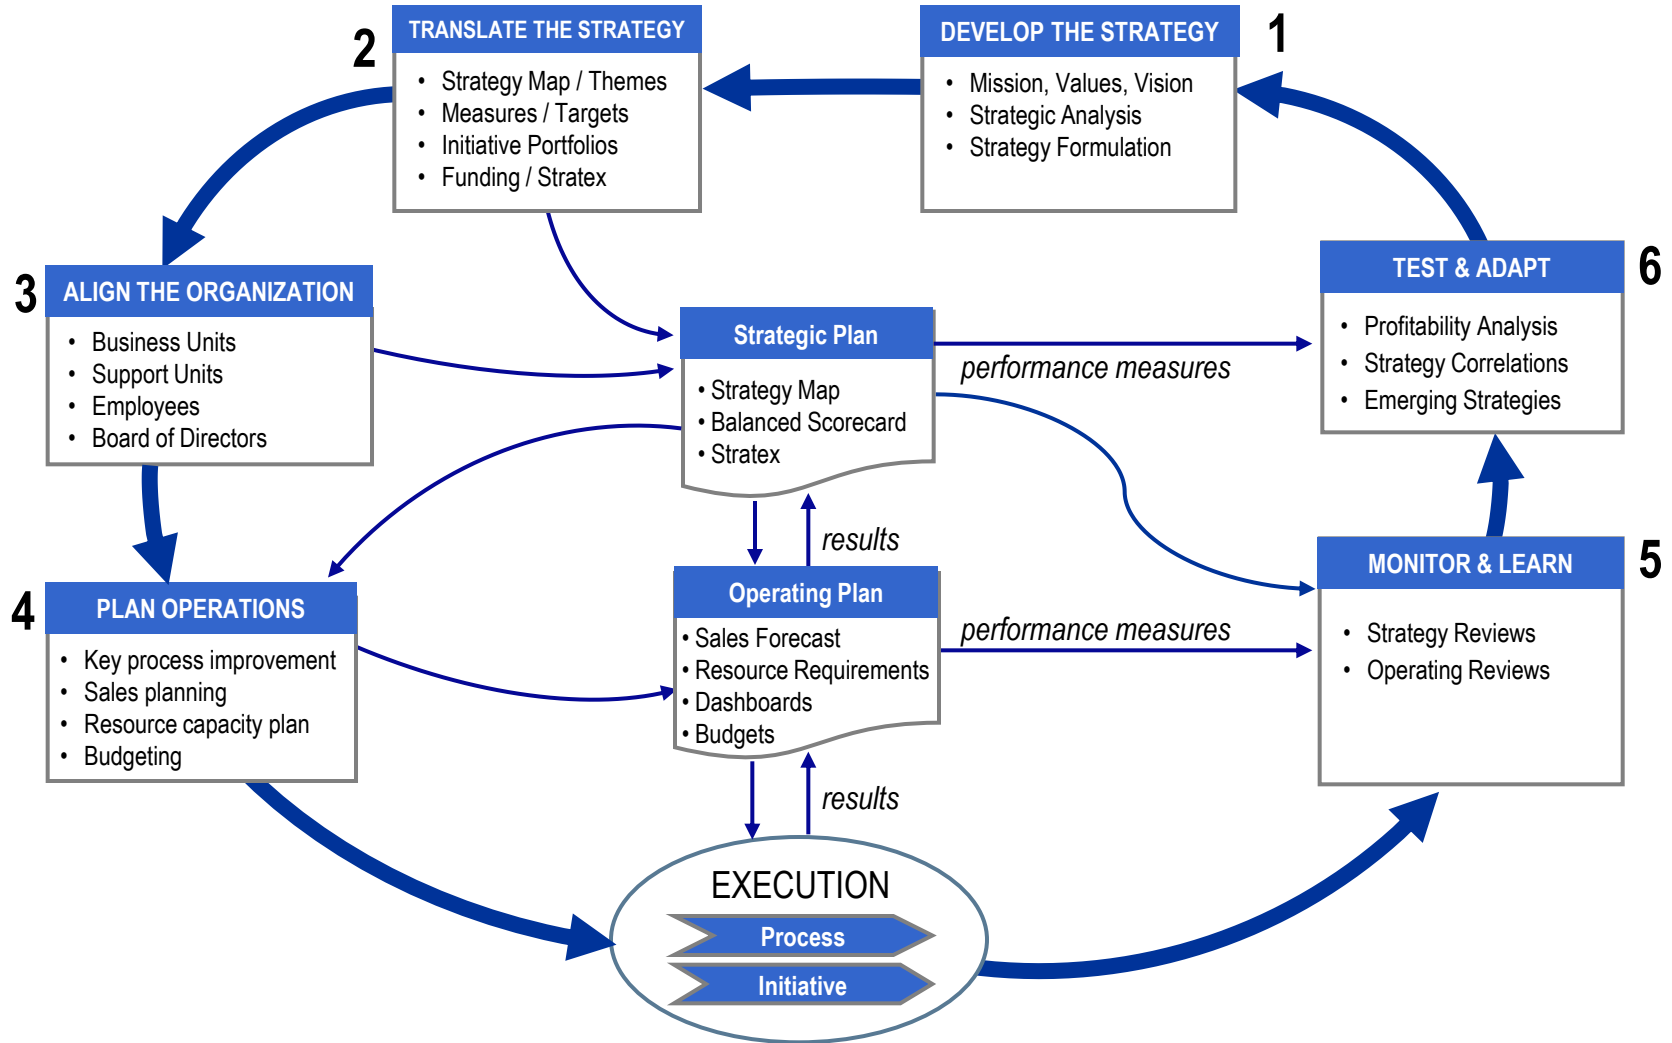 1
DEVELOP THE STRATEGY
• Mission, Values, Vision
• Strategic Analysis
• Strategy Formulation
2
TRANSLATE THE STRATEGY
• Strategy Map / Themes
• Measures / Targets
• Initiative Portfolios
• Funding / Stratex
3
ALIGN THE ORGANIZATION
• Business Units
• Support Units
• Employees
• Board of Directors
4
PLAN OPERATIONS
• Key process improvement
• Sales planning
• Resource capacity plan
• Budgeting
Strategic Plan
• Strategy Map
• Balanced Scorecard
• Stratex
performance measures
results
Operating Plan
• Sales Forecast
• Resource Requirements
• Dashboards
• Budgets
performance measures
results
EXECUTION
Process
Initiative
5
MONITOR & LEARN
• Strategy Reviews
• Operating Reviews
6
TEST & ADAPT
• Profitability Analysis
• Strategy Correlations
• Emerging Strategies